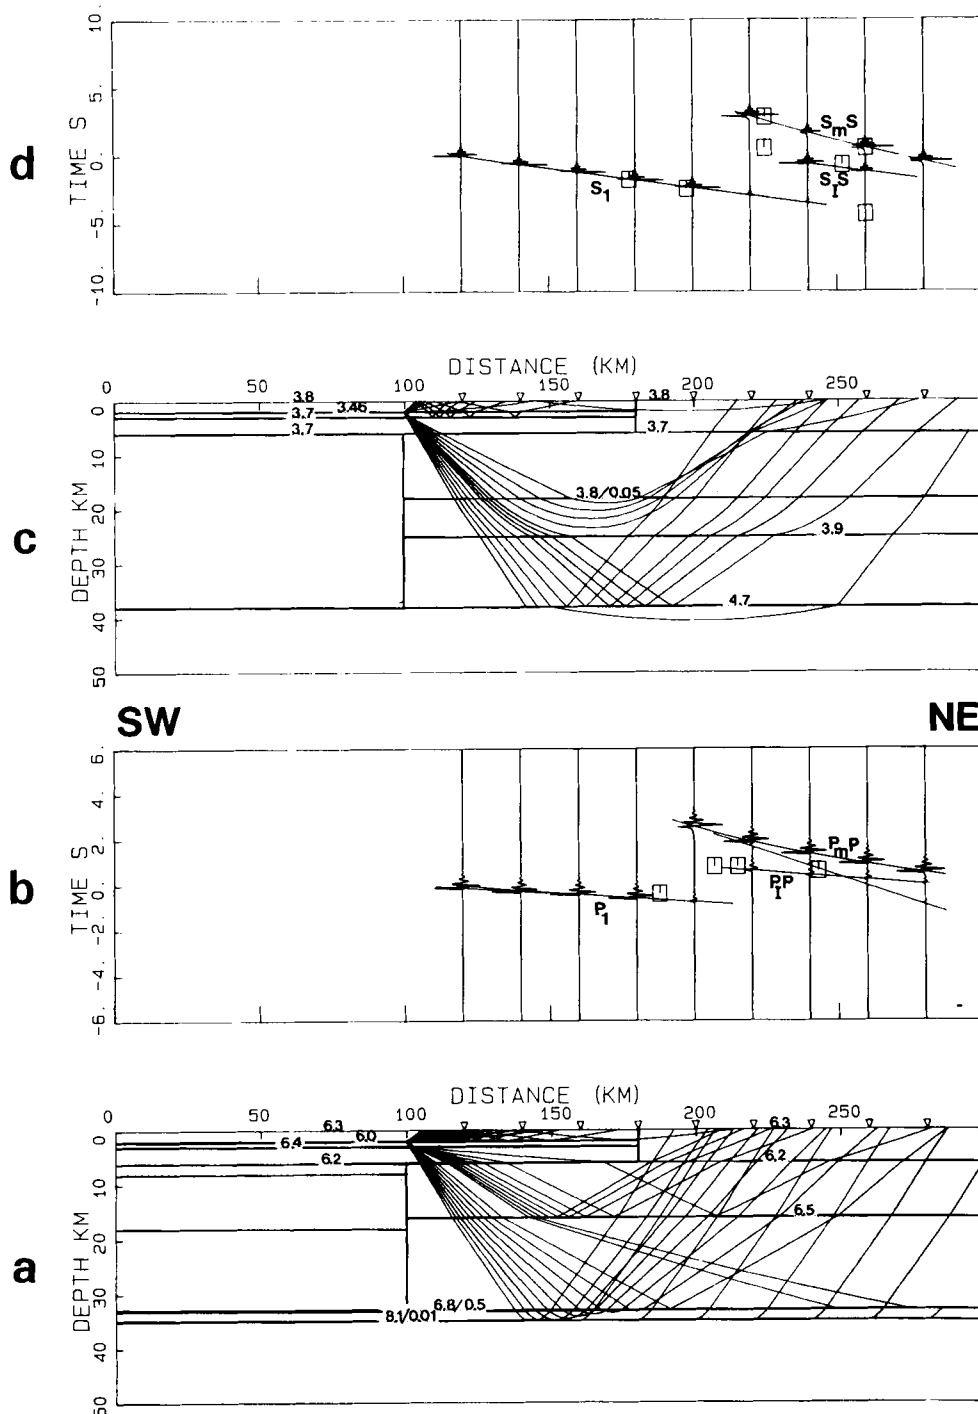 d
TIME S
10.
5.
0.
-5.
-10.
S1
SmS
SIS
DISTANCE (KM)
0 50 100 150 200 250
3.8 3.8
3.7 3.46
3.7 3.7
c
DEPTH KM
0
10
20
30
40
50
3.8/0.05
3.9
4.7
SW NE
b
TIME S
6.
4.
2.
0.
-2.
-4.
-6.
P1
PmP
PIP
DISTANCE (KM)
0 50 100 150 200 250
6.3 6.3
6.4 6.0
6.2 6.2
a
DEPTH KM
0
10
20
30
40
50
6.5
6.8/0.5
8.1/0.01